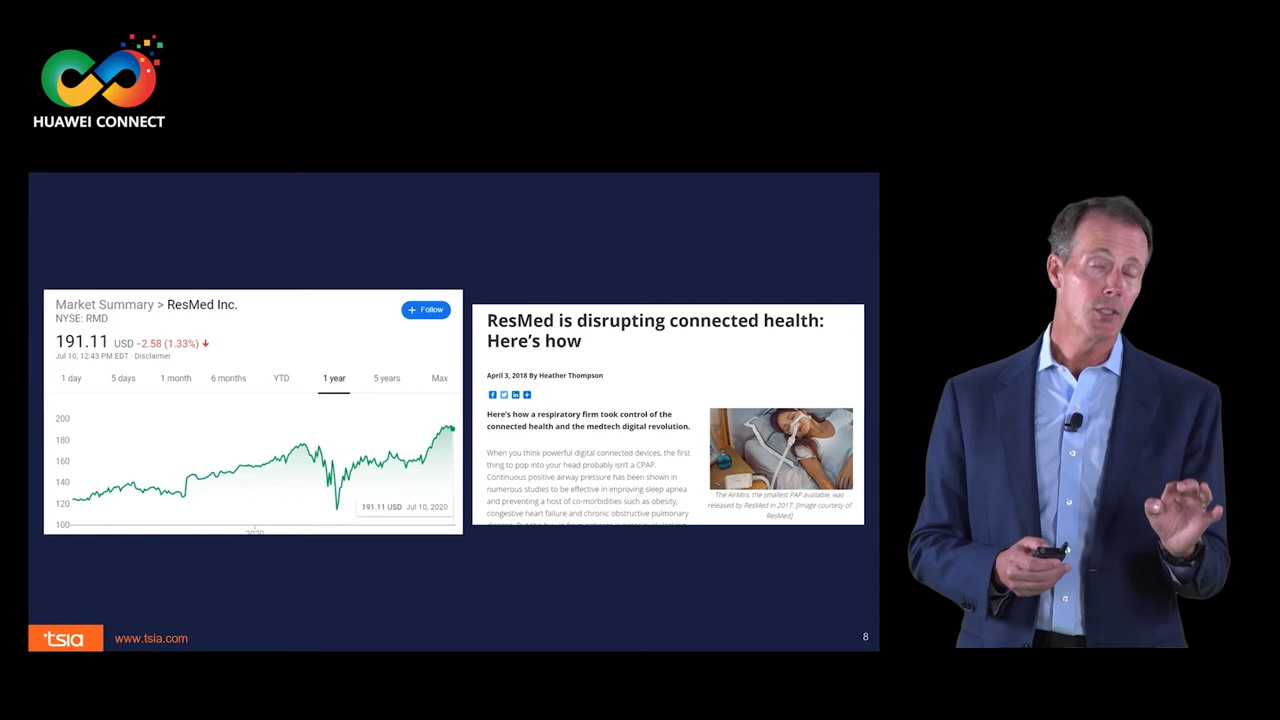 HUAWEI CONNECT
Market Summary > ResMed Inc.
NYSE: RMD
+ Follow
191.11 USD −2.58 (1.33%) ↓
Jul 10, 12:43 PM EDT · Disclaimer
1 day 5 days 1 month 6 months YTD 1 year 5 years Max
200
180
160
140
120
100
191.11 USD Jul 10, 2020
2020
ResMed is disrupting connected health:
Here's how
April 3, 2018 By Heather Thompson
Here's how a respiratory firm took control of the
connected health and the medtech digital revolution.
When you think powerful digital connected devices, the first
thing to pop into your head probably isn't a CPAP.
Continuous positive airway pressure has been shown in
numerous studies to be effective in improving sleep apnea
and preventing a host of co-morbidities such as obesity,
congestive heart failure and chronic obstructive pulmonary
The AirMini, the smallest PAP available, was
released by ResMed in 2017. [Image courtesy of
ResMed]
tsia
www.tsia.com
8